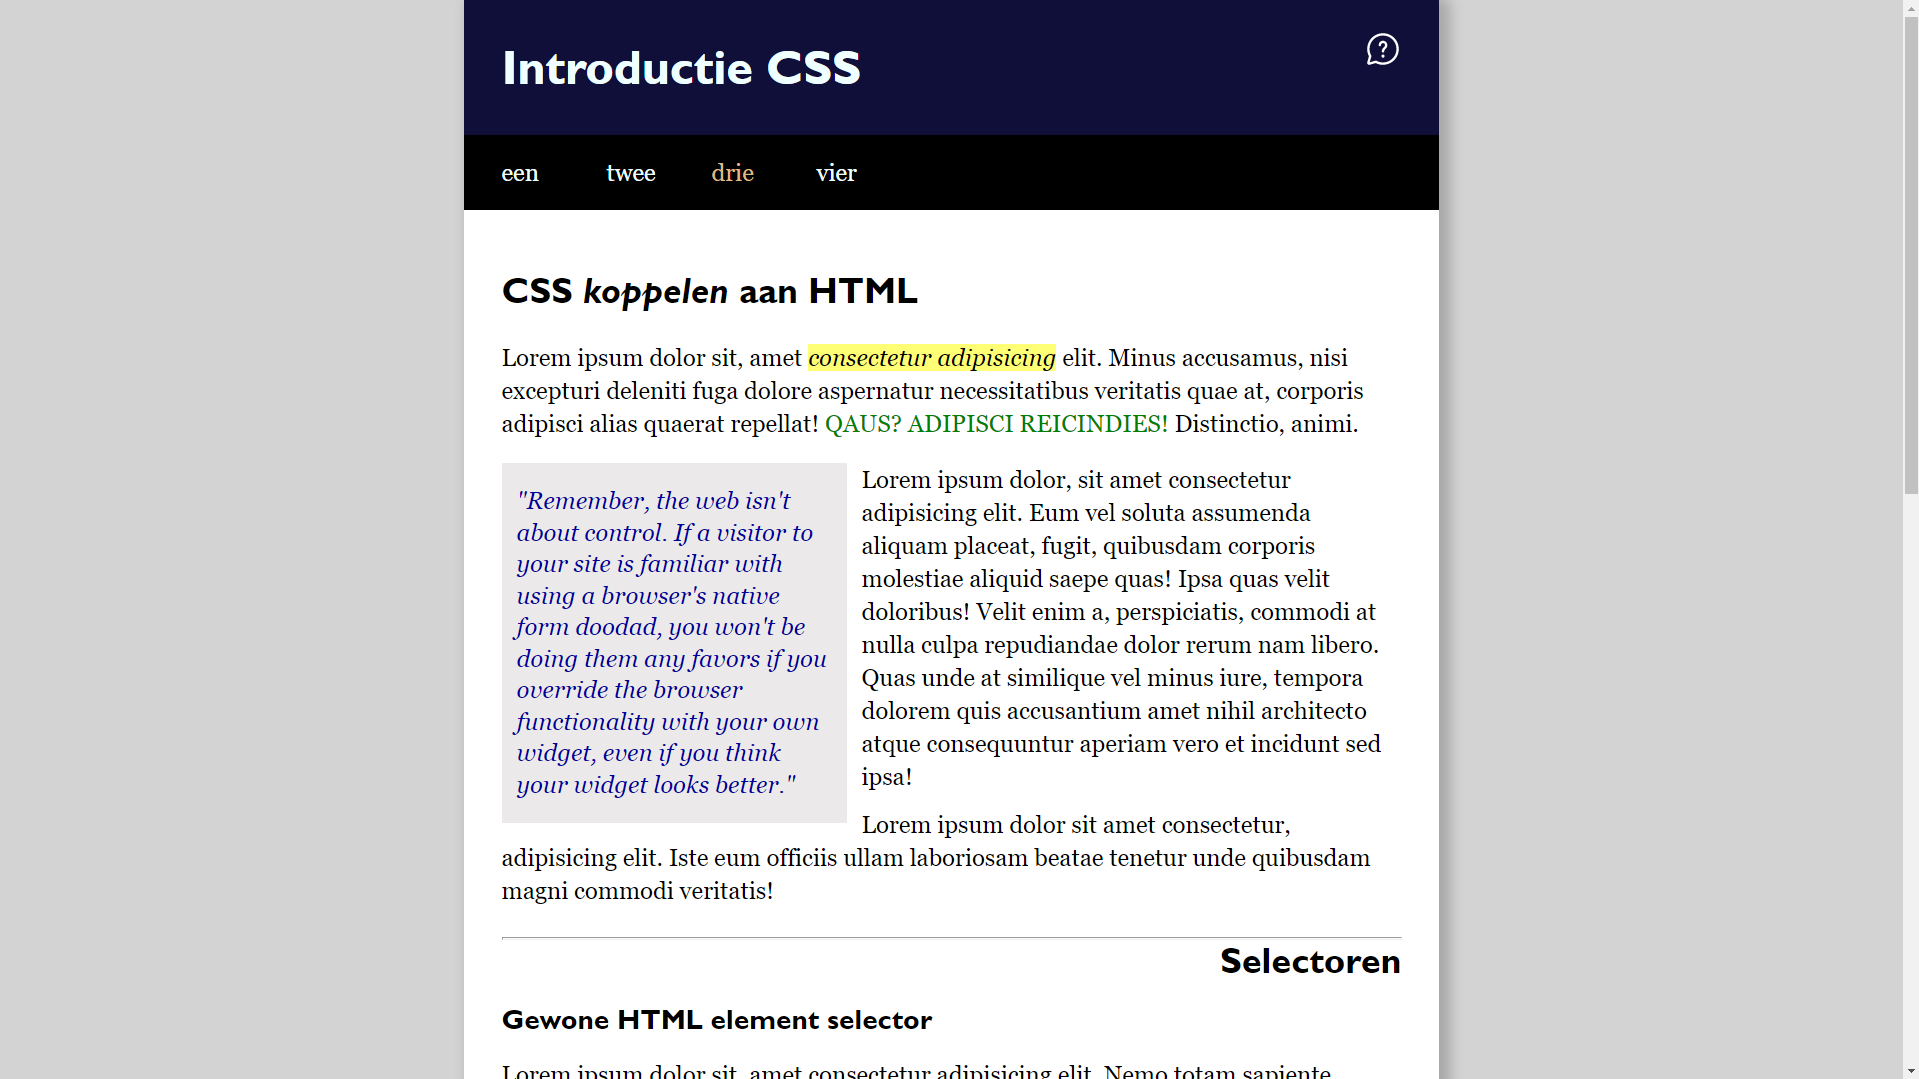 Introductie CSS
een twee drie vier
CSS koppelen aan HTML
Lorem ipsum dolor sit, amet consectetur adipisicing elit. Minus accusamus, nisi
excepturi deleniti fuga dolore aspernatur necessitatibus veritatis quae at, corporis
adipisci alias quaerat repellat! QAUS? ADIPISCI REICINDIES! Distinctio, animi.
"Remember, the web isn't
about control. If a visitor to
your site is familiar with
using a browser's native
form doodad, you won't be
doing them any favors if you
override the browser
functionality with your own
widget, even if you think
your widget looks better."
Lorem ipsum dolor, sit amet consectetur
adipisicing elit. Eum vel soluta assumenda
aliquam placeat, fugit, quibusdam corporis
molestiae aliquid saepe quas! Ipsa quas velit
doloribus! Velit enim a, perspiciatis, commodi at
nulla culpa repudiandae dolor rerum nam libero.
Quas unde at similique vel minus iure, tempora
dolorem quis accusantium amet nihil architecto
atque consequuntur aperiam vero et incidunt sed
ipsa!
Lorem ipsum dolor sit amet consectetur,
adipisicing elit. Iste eum officiis ullam laboriosam beatae tenetur unde quibusdam
magni commodi veritatis!
Selectoren
Gewone HTML element selector
Lorem ipsum dolor sit, amet consectetur adipisicing elit. Nemo totam sapiente